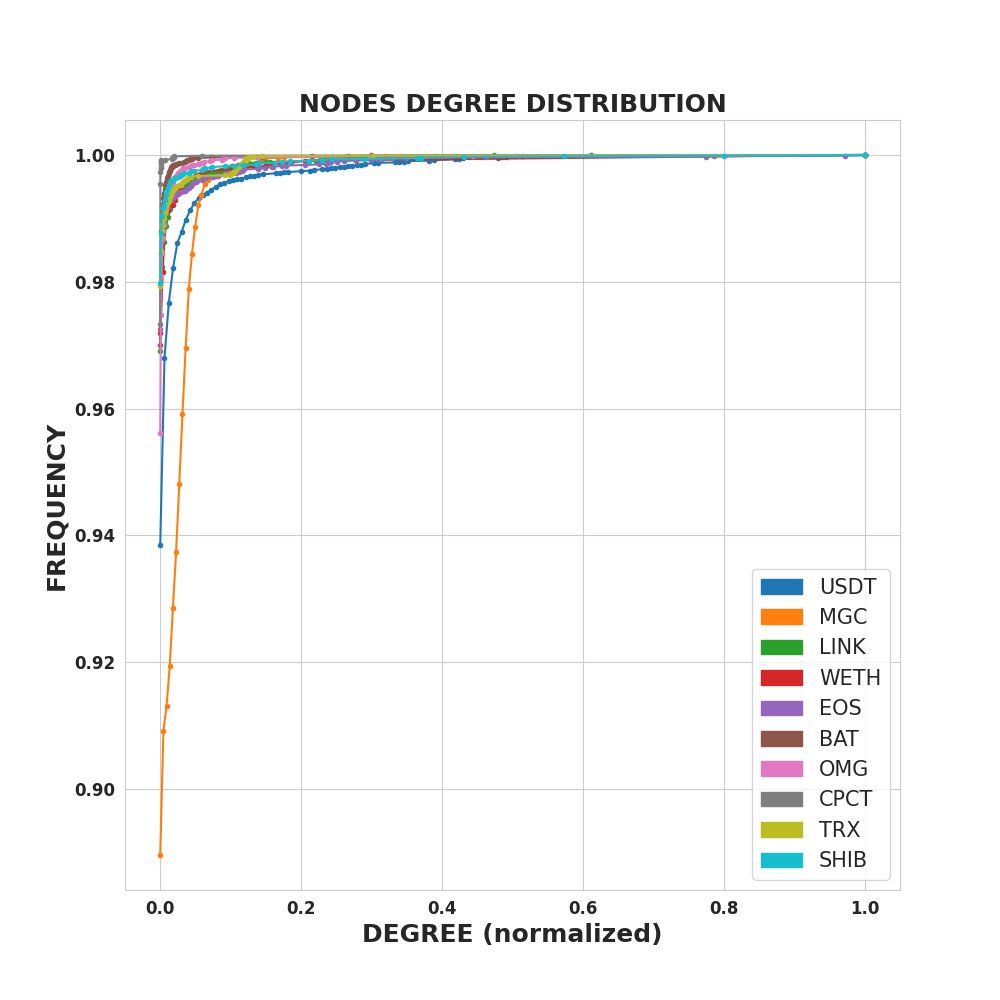 NODES DEGREE DISTRIBUTION
FREQUENCY
1.00
0.98
0.96
0.94
0.92
0.90
0.0 0.2 0.4 0.6 0.8 1.0
DEGREE (normalized)
USDT
MGC
LINK
WETH
EOS
BAT
OMG
CPCT
TRX
SHIB